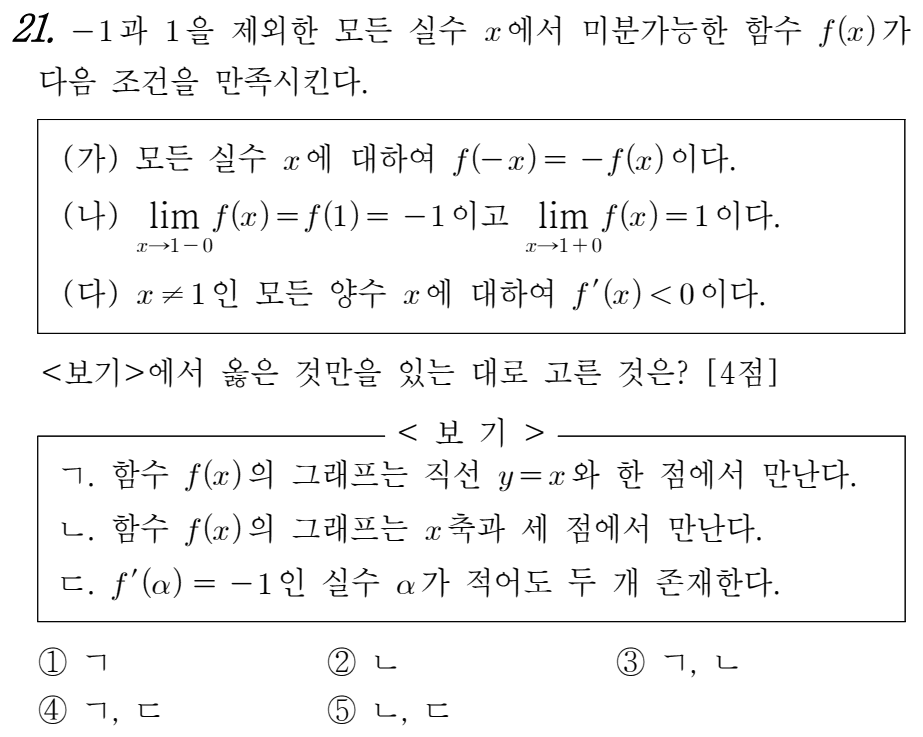 21. −1과 1을 제외한 모든 실수 x에서 미분가능한 함수 f(x)가
다음 조건을 만족시킨다.
(가) 모든 실수 x에 대하여 f(−x)= −f(x)이다.
(나) lim_{x→1−0} f(x)=f(1)= −1이고 lim_{x→1+0} f(x)=1이다.
(다) x≠1인 모든 양수 x에 대하여 f′(x)<0이다.
<보기>에서 옳은 것만을 있는 대로 고른 것은? [4점]
< 보 기 >
ㄱ. 함수 f(x)의 그래프는 직선 y=x와 한 점에서 만난다.
ㄴ. 함수 f(x)의 그래프는 x축과 세 점에서 만난다.
ㄷ. f′(α)= −1인 실수 α가 적어도 두 개 존재한다.
① ㄱ ② ㄴ ③ ㄱ, ㄴ
④ ㄱ, ㄷ ⑤ ㄴ, ㄷ